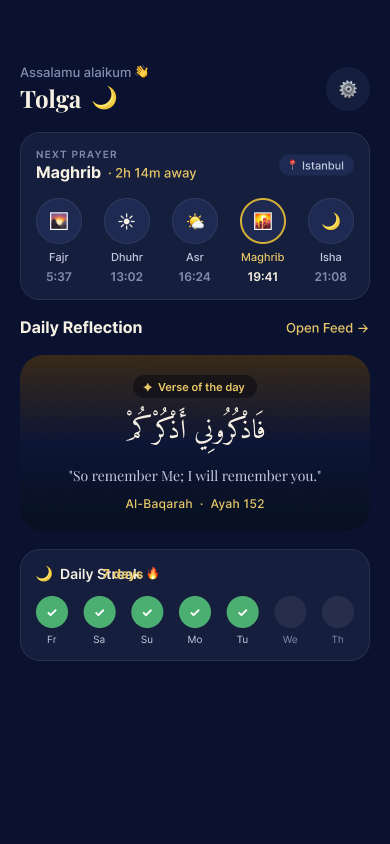 Assalamu alaikum 👋
Tolga 🌙
NEXT PRAYER
Maghrib · 2h 14m away
📍 Istanbul
Fajr Dhuhr Asr Maghrib Isha
5:37 13:02 16:24 19:41 21:08
Daily Reflection Open Feed →
✦ Verse of the day
فَاذْكُرُونِي أَذْكُرْكُمْ
"So remember Me; I will remember you."
Al-Baqarah · Ayah 152
🌙 Daily Streak 7 days 🔥
Fr Sa Su Mo Tu We Th